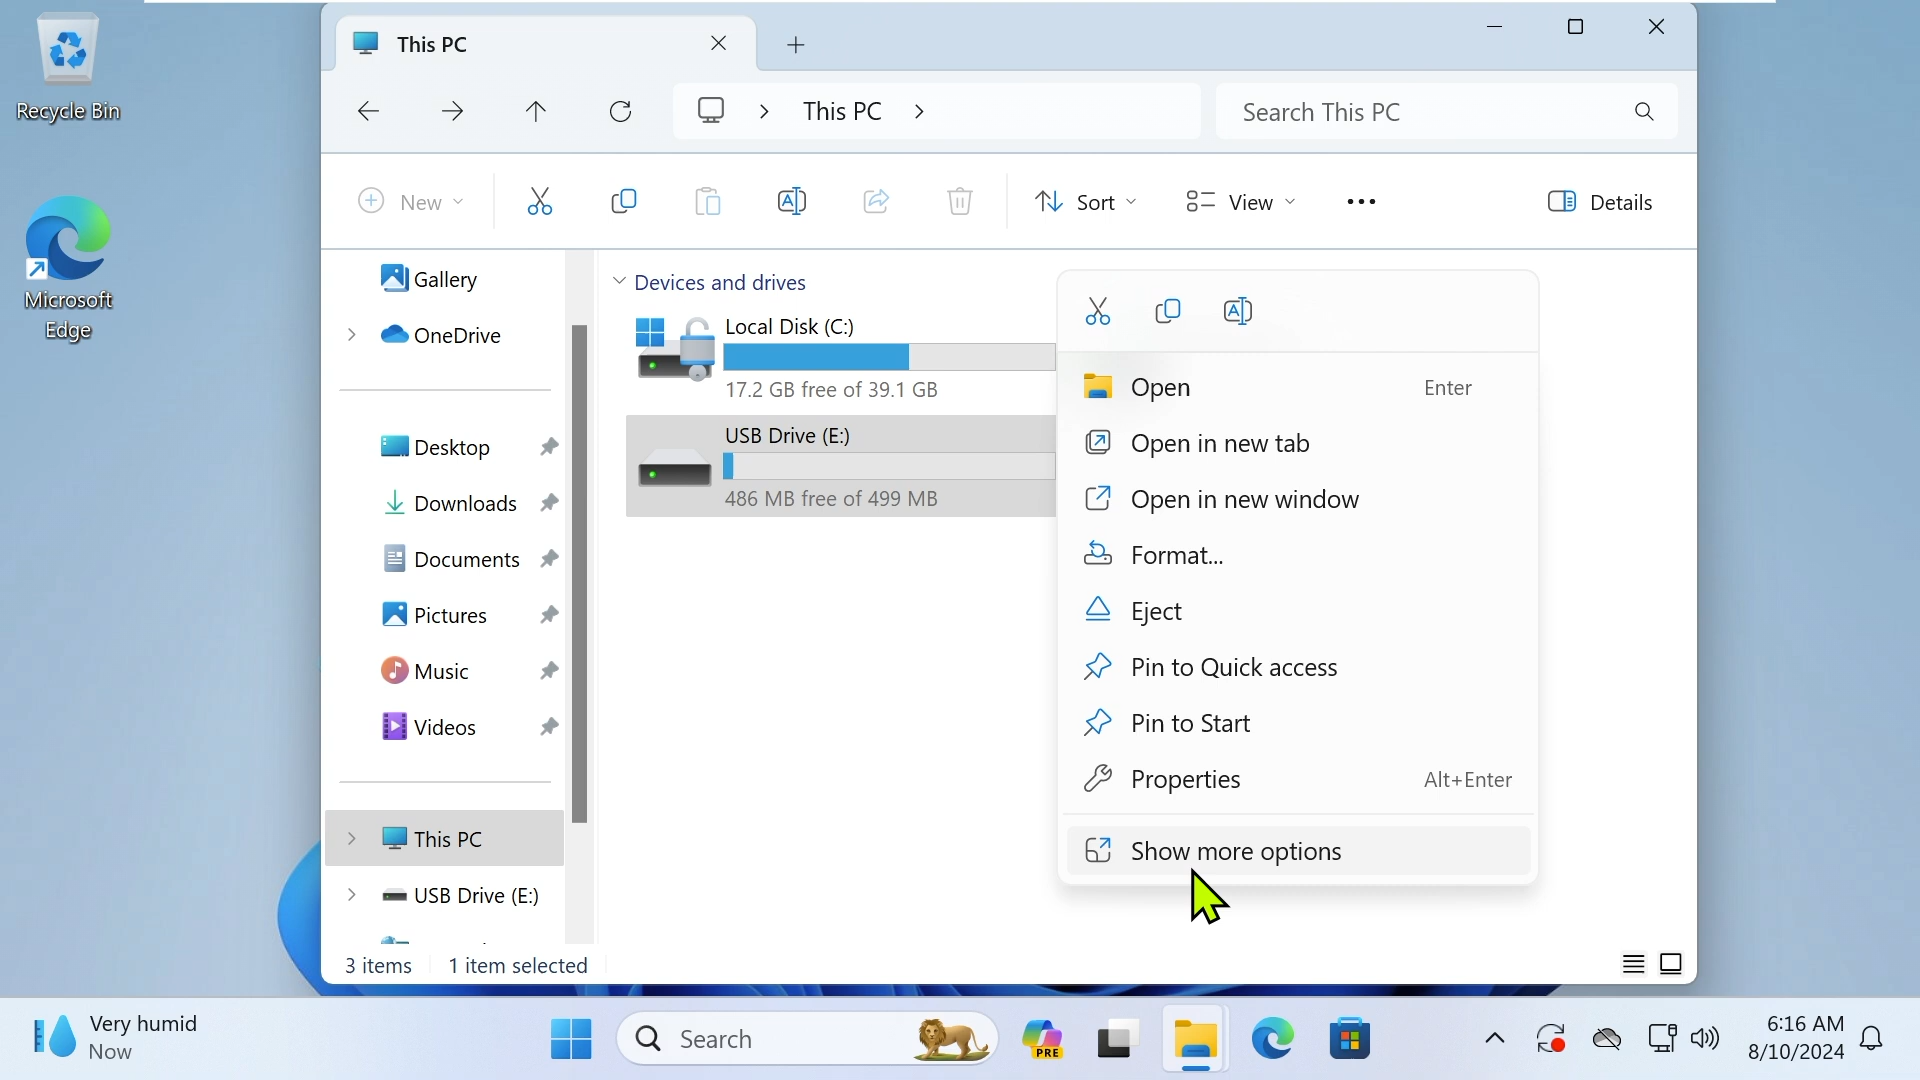 Recycle Bin
Microsoft
Edge
This PC
This PC
Search This PC
New
Sort
View
Details
Gallery
OneDrive
Desktop
Downloads
Documents
Pictures
Music
Videos
This PC
USB Drive (E:)
Devices and drives
Local Disk (C:)
17.2 GB free of 39.1 GB
USB Drive (E:)
486 MB free of 499 MB
Open Enter
Open in new tab
Open in new window
Format...
Eject
Pin to Quick access
Pin to Start
Properties Alt+Enter
Show more options
3 items 1 item selected
Very humid
Now
Search
PRE
6:16 AM
8/10/2024